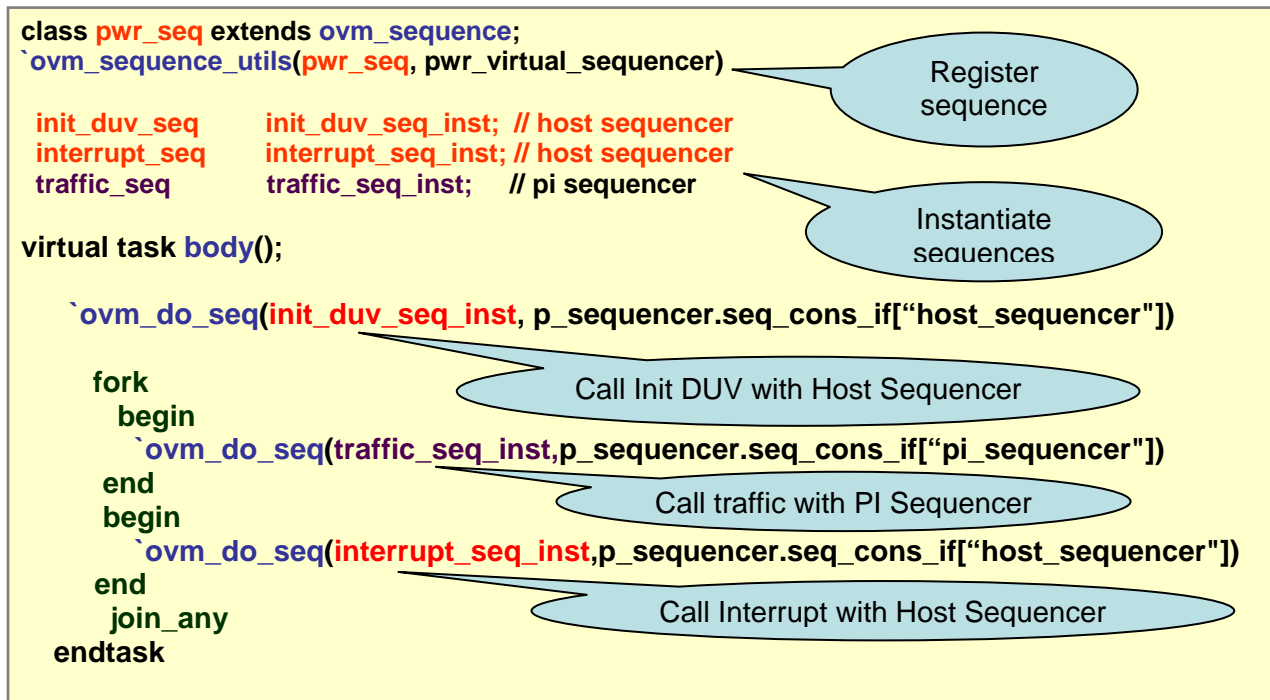 class pwr_seq extends ovm_sequence;
`ovm_sequence_utils(pwr_seq, pwr_virtual_sequencer)
Register
sequence
init_duv_seq init_duv_seq_inst; // host sequencer
interrupt_seq interrupt_seq_inst; // host sequencer
traffic_seq traffic_seq_inst; // pi sequencer
Instantiate
sequences
virtual task body();
`ovm_do_seq(init_duv_seq_inst, p_sequencer.seq_cons_if[“host_sequencer"])
Call Init DUV with Host Sequencer
fork
begin
`ovm_do_seq(traffic_seq_inst,p_sequencer.seq_cons_if[“pi_sequencer"])
end
Call traffic with PI Sequencer
begin
`ovm_do_seq(interrupt_seq_inst,p_sequencer.seq_cons_if[“host_sequencer"])
end
Call Interrupt with Host Sequencer
join_any
endtask